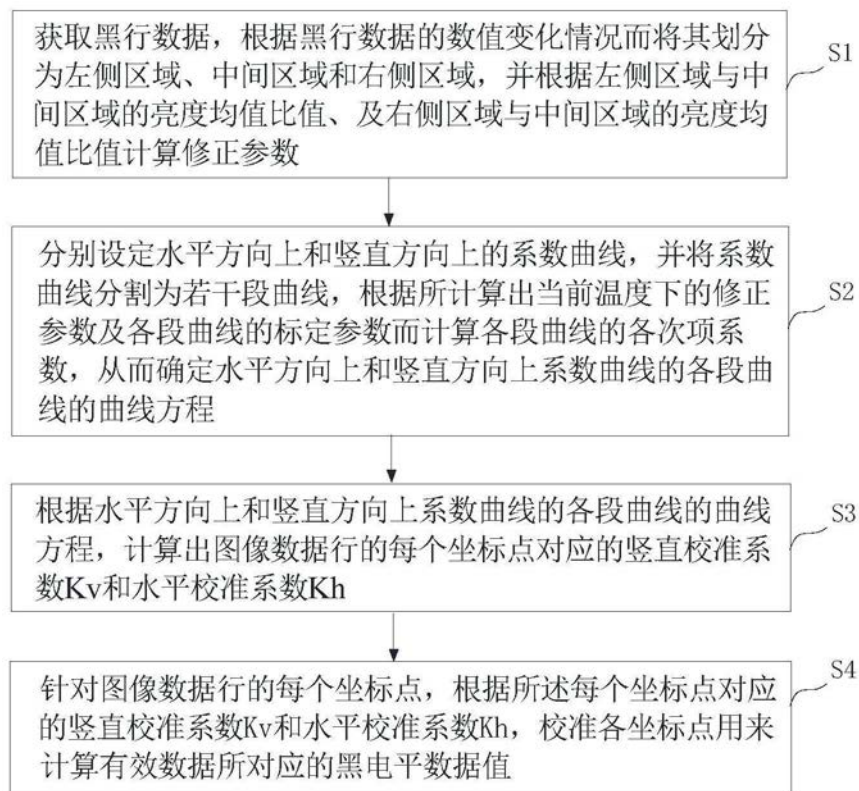 获取黑行数据，根据黑行数据的数值变化情况而将其划分
为左侧区域、中间区域和右侧区域，并根据左侧区域与中
间区域的亮度均值比值、及右侧区域与中间区域的亮度均
值比值计算修正参数
S1
分别设定水平方向上和竖直方向上的系数曲线，并将系数
曲线分割为若干段曲线，根据所计算出当前温度下的修正
参数及各段曲线的标定参数而计算各段曲线的各次项系
数，从而确定水平方向上和竖直方向上系数曲线的各段曲
线的曲线方程
S2
根据水平方向上和竖直方向上系数曲线的各段曲线的曲线
方程，计算出图像数据行的每个坐标点对应的竖直校准系
数Kv和水平校准系数Kh
S3
针对图像数据行的每个坐标点，根据所述每个坐标点对应
的竖直校准系数Kv和水平校准系数Kh，校准各坐标点用来
计算有效数据所对应的黑电平数据值
S4